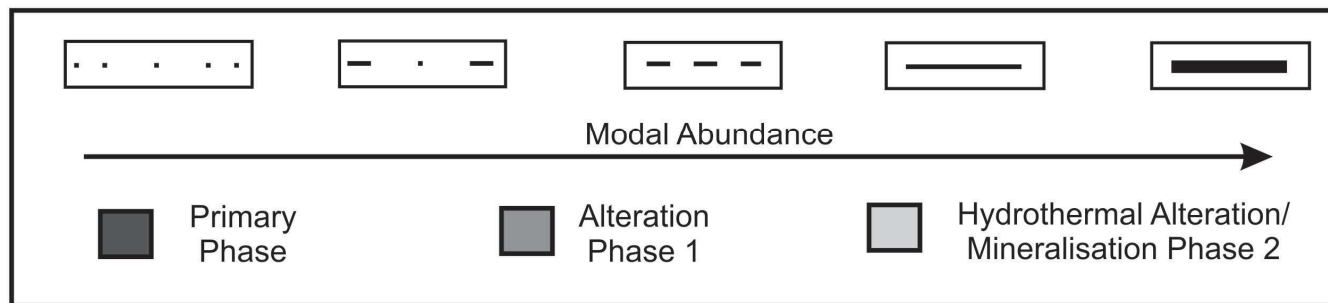 Modal Abundance
Primary
Phase
Alteration
Phase 1
Hydrothermal Alteration/
Mineralisation Phase 2